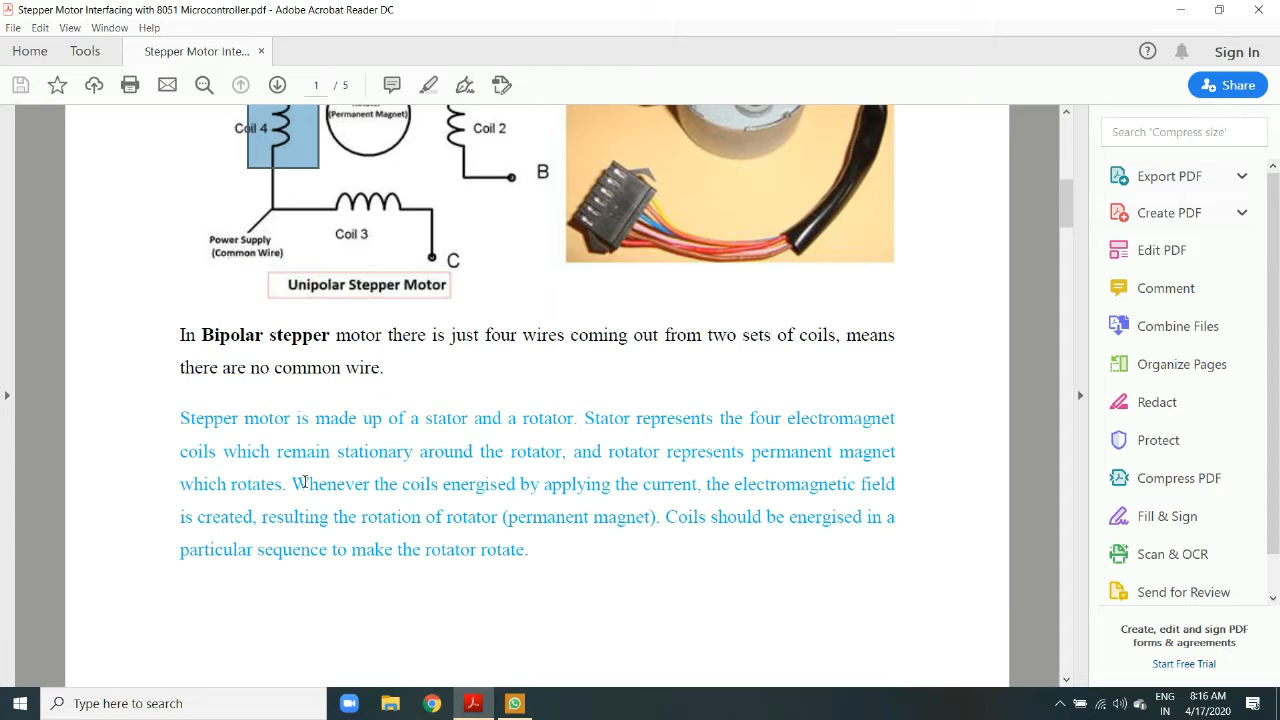 Stepper Motor Interfacing with 8051 Microcontroller.pdf - Adobe Acrobat Reader DC
File Edit View Window Help
Home Tools Stepper Motor Inte... × Sign In
1 / 5 Share
(Permanent Magnet)
Coil 4 Coil 2
B
Coil 3
Power Supply
(Common Wire)
C
Unipolar Stepper Motor
In Bipolar stepper motor there is just four wires coming out from two sets of coils, means
there are no common wire.
Stepper motor is made up of a stator and a rotator. Stator represents the four electromagnet
coils which remain stationary around the rotator, and rotator represents permanent magnet
which rotates. Whenever the coils energised by applying the current, the electromagnetic field
is created, resulting the rotation of rotator (permanent magnet). Coils should be energised in a
particular sequence to make the rotator rotate.
Search 'Compress size'
Export PDF
Create PDF
Edit PDF
Comment
Combine Files
Organize Pages
Redact
Protect
Compress PDF
Fill & Sign
Scan & OCR
Send for Review
Create, edit and sign PDF
forms & agreements
Start Free Trial
Type here to search
ENG
IN
8:16 AM
4/17/2020